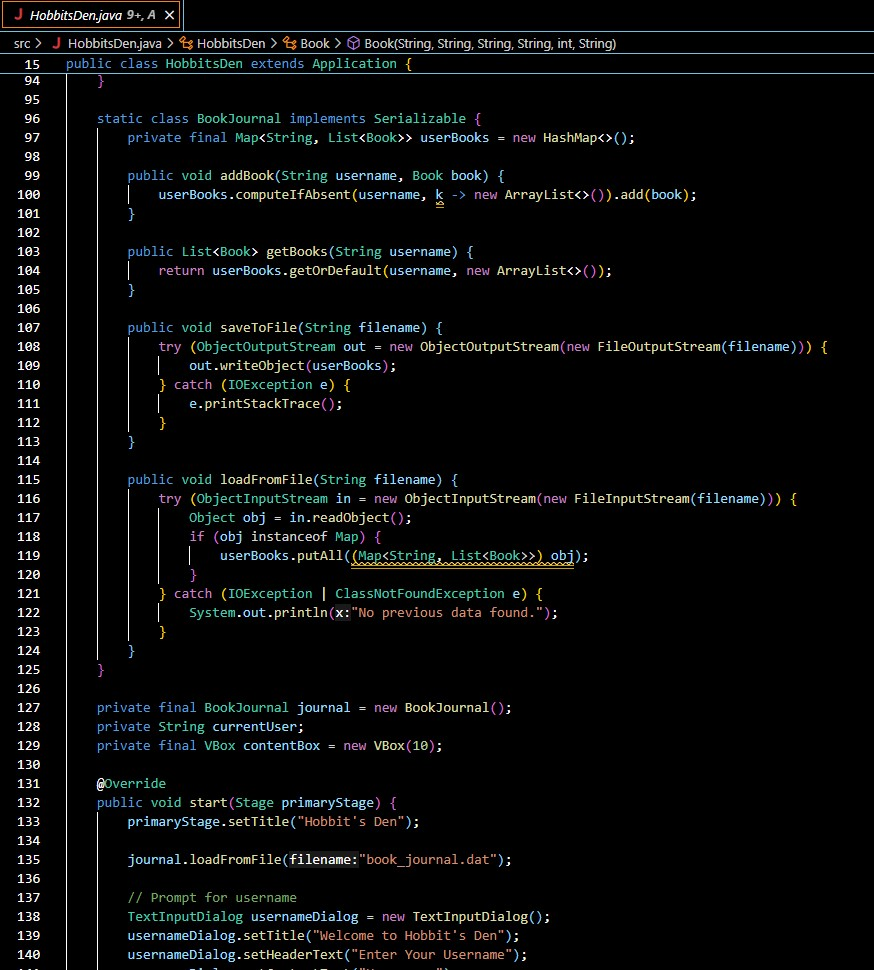 HobbitsDen.java 9+, A
src > HobbitsDen.java > HobbitsDen > Book > Book(String, String, String, String, int, String)
15 public class HobbitsDen extends Application {
94 }
95
96 static class BookJournal implements Serializable {
97 private final Map<String, List<Book>> userBooks = new HashMap<>();
98
99 public void addBook(String username, Book book) {
100 userBooks.computeIfAbsent(username, k -> new ArrayList<>()).add(book);
101 }
102
103 public List<Book> getBooks(String username) {
104 return userBooks.getOrDefault(username, new ArrayList<>());
105 }
106
107 public void saveToFile(String filename) {
108 try (ObjectOutputStream out = new ObjectOutputStream(new FileOutputStream(filename))) {
109 out.writeObject(userBooks);
110 } catch (IOException e) {
111 e.printStackTrace();
112 }
113 }
114
115 public void loadFromFile(String filename) {
116 try (ObjectInputStream in = new ObjectInputStream(new FileInputStream(filename))) {
117 Object obj = in.readObject();
118 if (obj instanceof Map) {
119 userBooks.putAll((Map<String, List<Book>>) obj);
120 }
121 } catch (IOException | ClassNotFoundException e) {
122 System.out.println(x:"No previous data found.");
123 }
124 }
125 }
126
127 private final BookJournal journal = new BookJournal();
128 private String currentUser;
129 private final VBox contentBox = new VBox(10);
130
131 @Override
132 public void start(Stage primaryStage) {
133 primaryStage.setTitle("Hobbit's Den");
134
135 journal.loadFromFile(filename:"book_journal.dat");
136
137 // Prompt for username
138 TextInputDialog usernameDialog = new TextInputDialog();
139 usernameDialog.setTitle("Welcome to Hobbit's Den");
140 usernameDialog.setHeaderText("Enter Your Username");